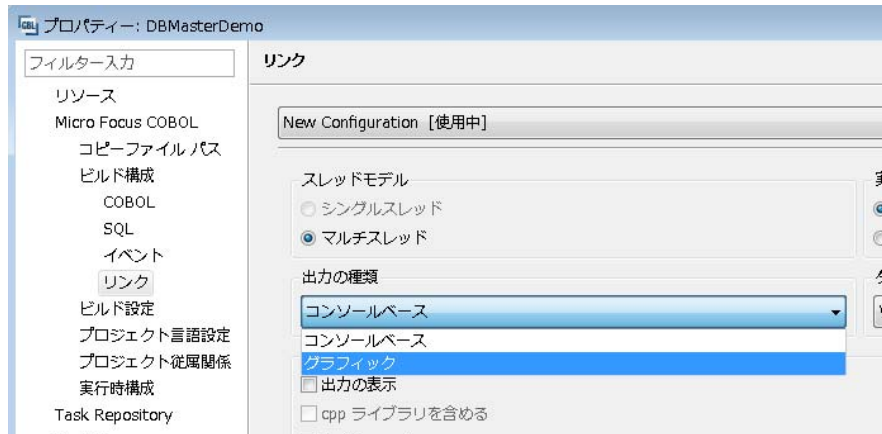 プロパティー: DBMasterDemo
フィルター入力
リソース
Micro Focus COBOL
コピーファイル パス
ビルド構成
COBOL
SQL
イベント
リンク
ビルド設定
プロジェクト言語設定
プロジェクト従属関係
実行時構成
Task Repository
リンク
New Configuration [使用中]
スレッドモデル
シングルスレッド
マルチスレッド
出力の種類
コンソールベース
コンソールベース
グラフィック
出力の表示
cpp ライブラリを含める